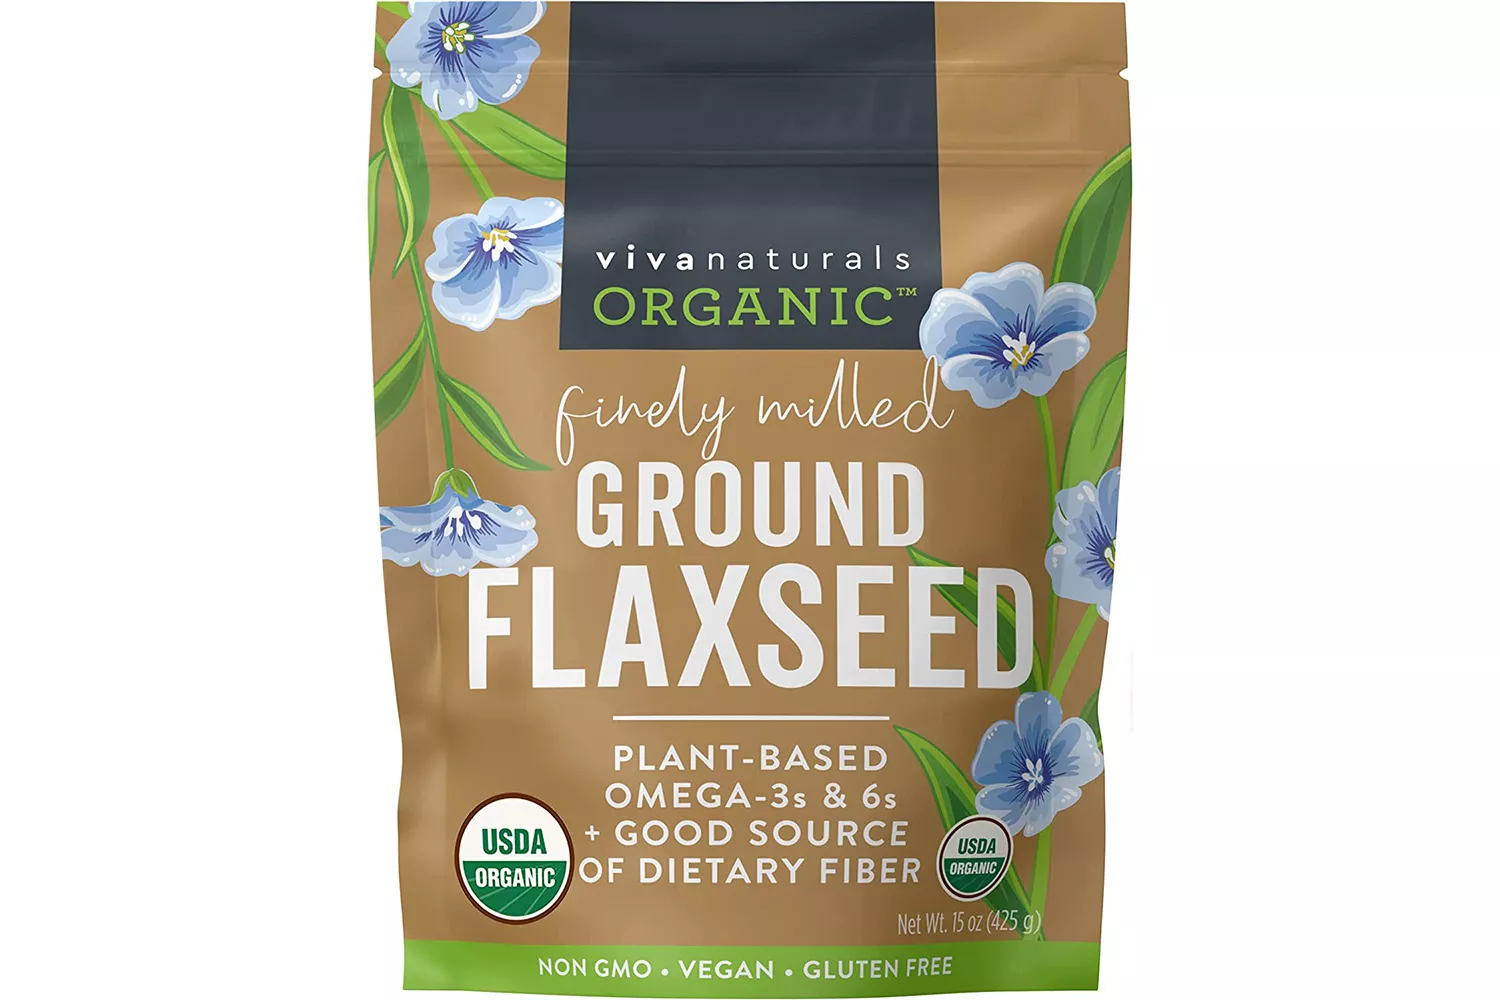 vivanaturals
ORGANIC™
finely milled
GROUND
FLAXSEED
PLANT-BASED
OMEGA-3s & 6s
+ GOOD SOURCE
OF DIETARY FIBER
USDA
ORGANIC
USDA
ORGANIC
Net Wt. 15 oz (425 g)
NON GMO • VEGAN • GLUTEN FREE